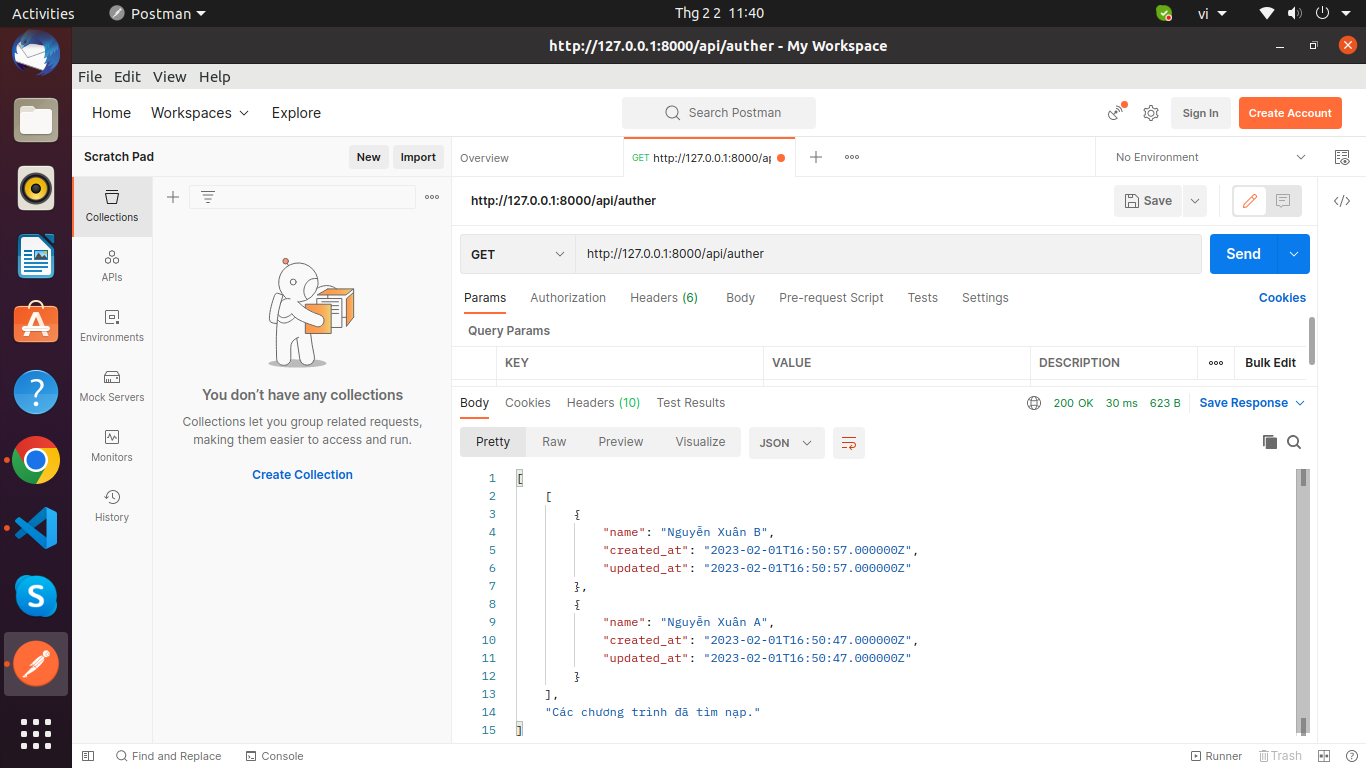 Activities
Postman
Thg 2 2 11:40
vi
http://127.0.0.1:8000/api/auther - My Workspace
File Edit View Help
Home Workspaces Explore
Search Postman
Sign In
Create Account
Scratch Pad
New
Import
Overview
GET http://127.0.0.1:8000/ap
No Environment
Collections
APIs
Environments
Mock Servers
Monitors
History
You don’t have any collections
Collections let you group related requests,
making them easier to access and run.
Create Collection
http://127.0.0.1:8000/api/auther
Save
GET
http://127.0.0.1:8000/api/auther
Send
Params Authorization Headers (6) Body Pre-request Script Tests Settings
Cookies
Query Params
KEY VALUE DESCRIPTION
Bulk Edit
Body Cookies Headers (10) Test Results
200 OK 30 ms 623 B
Save Response
Pretty Raw Preview Visualize
JSON
1 [
2 [
3 {
4 "name": "Nguyễn Xuân B",
5 "created_at": "2023-02-01T16:50:57.000000Z",
6 "updated_at": "2023-02-01T16:50:57.000000Z"
7 },
8 {
9 "name": "Nguyễn Xuân A",
10 "created_at": "2023-02-01T16:50:47.000000Z",
11 "updated_at": "2023-02-01T16:50:47.000000Z"
12 }
13 ],
14 "Các chương trình đã tìm nạp."
15 ]
Find and Replace
Console
Runner
Trash